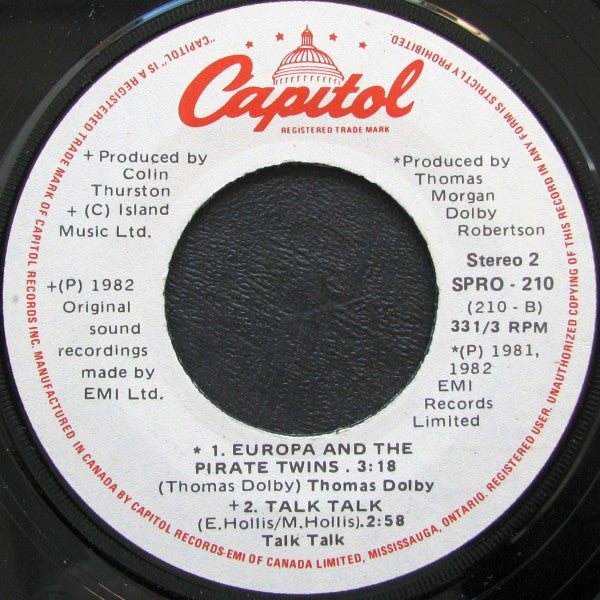 Capitol
REGISTERED TRADE MARK
+ Produced by
Colin
Thurston
+ (C) Island
Music Ltd.
+(P) 1982
Original
sound
recordings
made by
EMI Ltd.
*Produced by
Thomas
Morgan
Dolby
Robertson
Stereo 2
SPRO - 210
(210 - B)
331/3 RPM
*(P) 1981,
1982
EMI
Records
Limited
* 1. EUROPA AND THE
PIRATE TWINS . 3:18
(Thomas Dolby) Thomas Dolby
+2. TALK TALK
(E.Hollis/M.Hollis).2:58
Talk Talk
"CAPITOL" IS A REGISTERED TRADE MARK OF CAPITOL RECORDS INC. MANUFACTURED IN CANADA BY CAPITOL RECORDS-EMI OF CANADA LIMITED, MISSISSAUGA, ONTARIO. REGISTERED USER. UNAUTHORIZED COPYING OF THIS RECORD IN ANY FORM IS STRICTLY PROHIBITED.